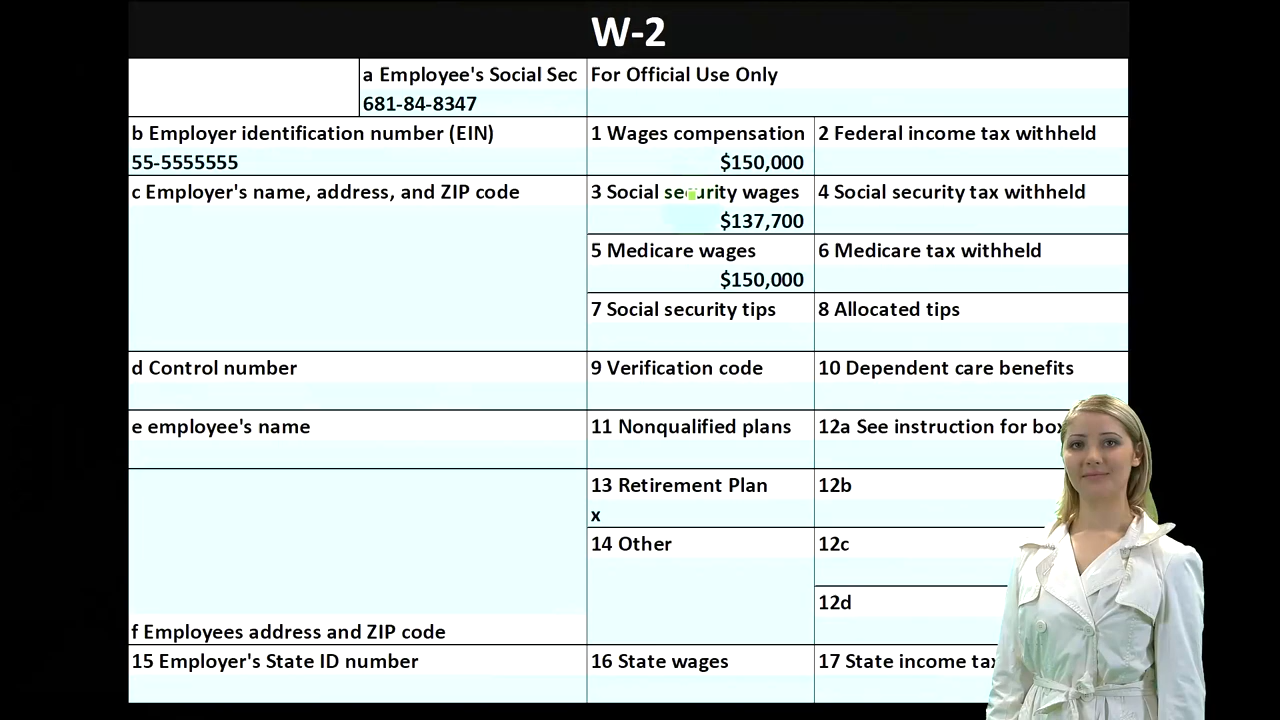 W-2
a Employee's Social Sec
For Official Use Only
681-84-8347
b Employer identification number (EIN)
1 Wages compensation
2 Federal income tax withheld
55-5555555
$150,000
c Employer's name, address, and ZIP code
3 Social security wages
4 Social security tax withheld
$137,700
5 Medicare wages
6 Medicare tax withheld
$150,000
7 Social security tips
8 Allocated tips
d Control number
9 Verification code
10 Dependent care benefits
e employee's name
11 Nonqualified plans
12a See instruction for box
13 Retirement Plan
12b
x
14 Other
12c
12d
f Employees address and ZIP code
15 Employer's State ID number
16 State wages
17 State income tax